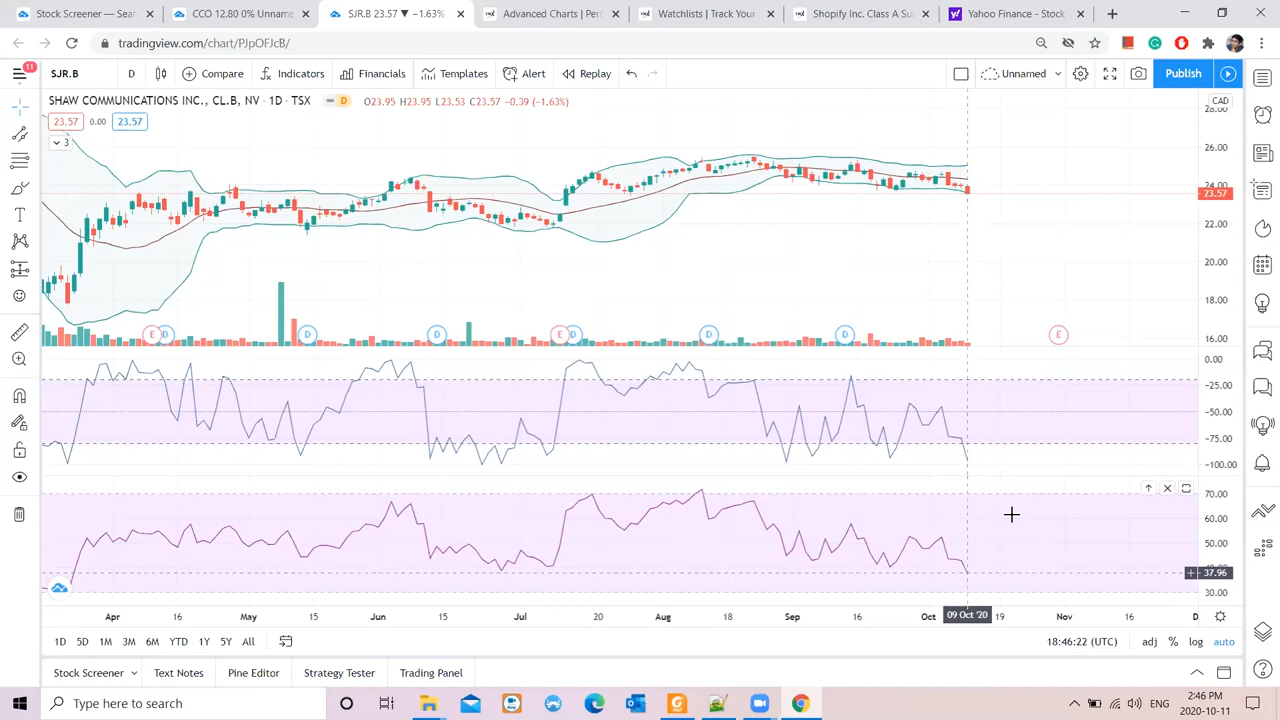 Stock Screener — Sear
CCO 12.80 0% Unnamed
SJR.B 23.57 ▼ −1.63%
Advanced Charts | Perf
Watchlists | Track Your
Shopify Inc. Class A Su
Yahoo Finance - Stock
tradingview.com/chart/PJpOFJcB/
11
SJR.B
D
Compare
Indicators
Financials
Templates
Alert
Replay
Unnamed
Publish
SHAW COMMUNICATIONS INC., CL.B, NV · 1D · TSX
D
O23.95 H23.95 L23.53 C23.57 −0.39 (−1.63%)
CAD
23.57
0.00
23.57
3
28.00
26.00
24.00
23.57
22.00
20.00
18.00
16.00
E D D D E D D D E
0.00
−25.00
−50.00
−75.00
−100.00
70.00
60.00
50.00
37.96
30.00
Apr 16 May 15 Jun 15 Jul 20 Aug 18 Sep 16 Oct 09 Oct '20 19 Nov 16 D
1D 5D 1M 3M 6M YTD 1Y 5Y All
18:46:22 (UTC)
adj % log auto
Stock Screener
Text Notes
Pine Editor
Strategy Tester
Trading Panel
Type here to search
2:46 PM
2020-10-11